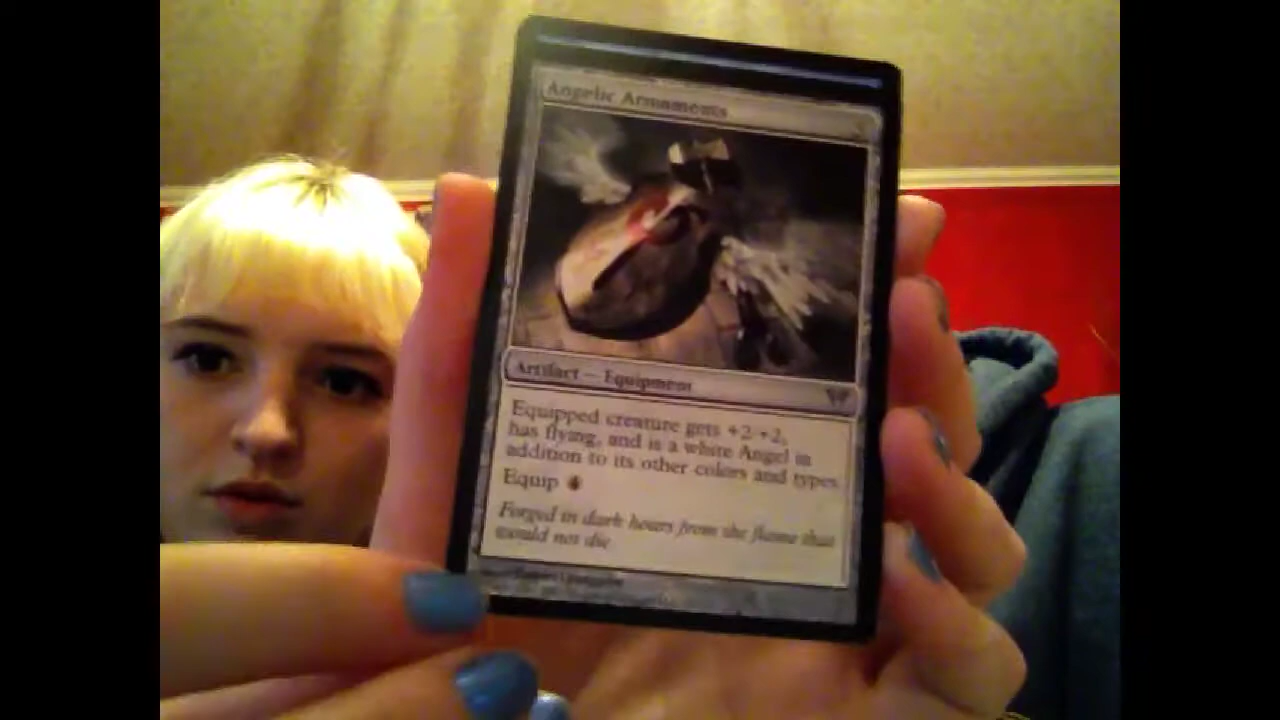 Angelic Armaments
Artifact — Equipment
Equipped creature gets +2/+2,
has flying, and is a white Angel in
addition to its other colors and types.
Equip
Forged in dark hours from the flame that
would not die